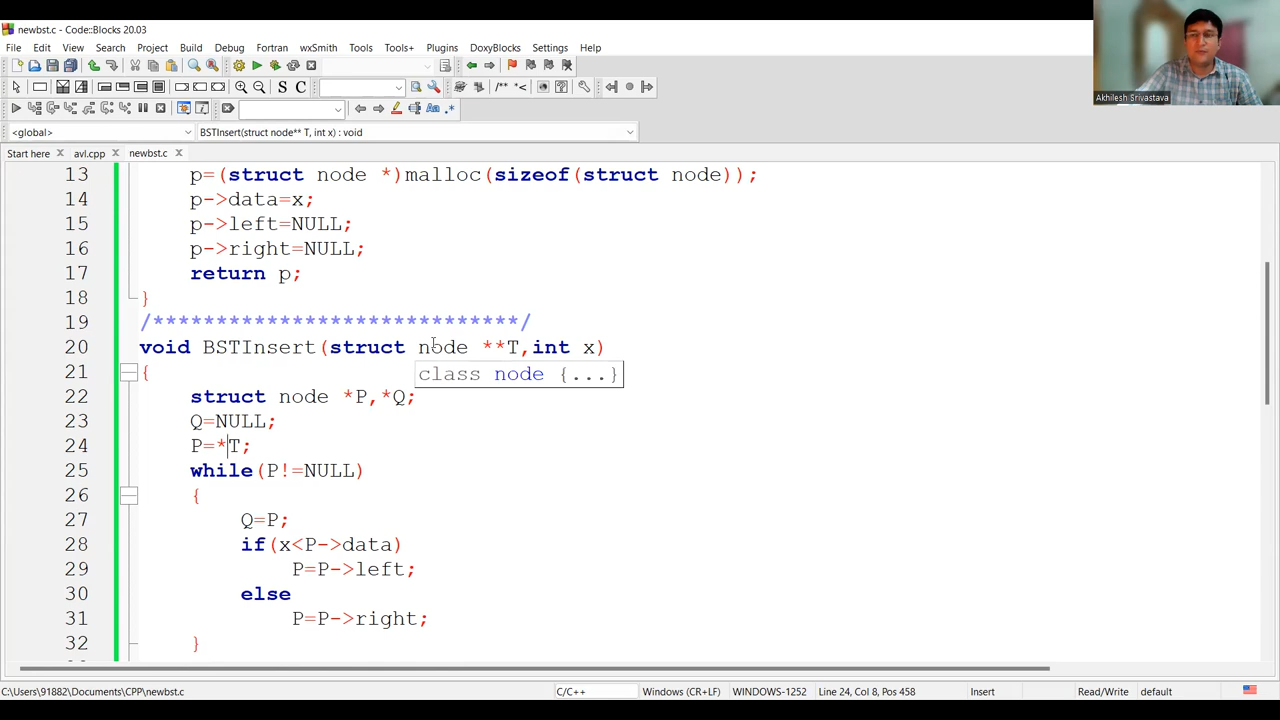 newbst.c - Code::Blocks 20.03
File Edit View Search Project Build Debug Fortran wxSmith Tools Tools+ Plugins DoxyBlocks Settings Help
S C /** *<
Aa .*
<global> BSTInsert(struct node** T, int x) : void
Start here avl.cpp newbst.c
Akhilesh Srivastava
13 p=(struct node *)malloc(sizeof(struct node));
14 p->data=x;
15 p->left=NULL;
16 p->right=NULL;
17 return p;
18 }
19 /*****************************/
20 void BSTInsert(struct node **T,int x)
21 {
class node {...}
22 struct node *P,*Q;
23 Q=NULL;
24 P=*T;
25 while(P!=NULL)
26 {
27 Q=P;
28 if(x<P->data)
29 P=P->left;
30 else
31 P=P->right;
32 }
C:\Users\91882\Documents\CPP\newbst.c C/C++ Windows (CR+LF) WINDOWS-1252 Line 24, Col 8, Pos 458 Insert Read/Write default